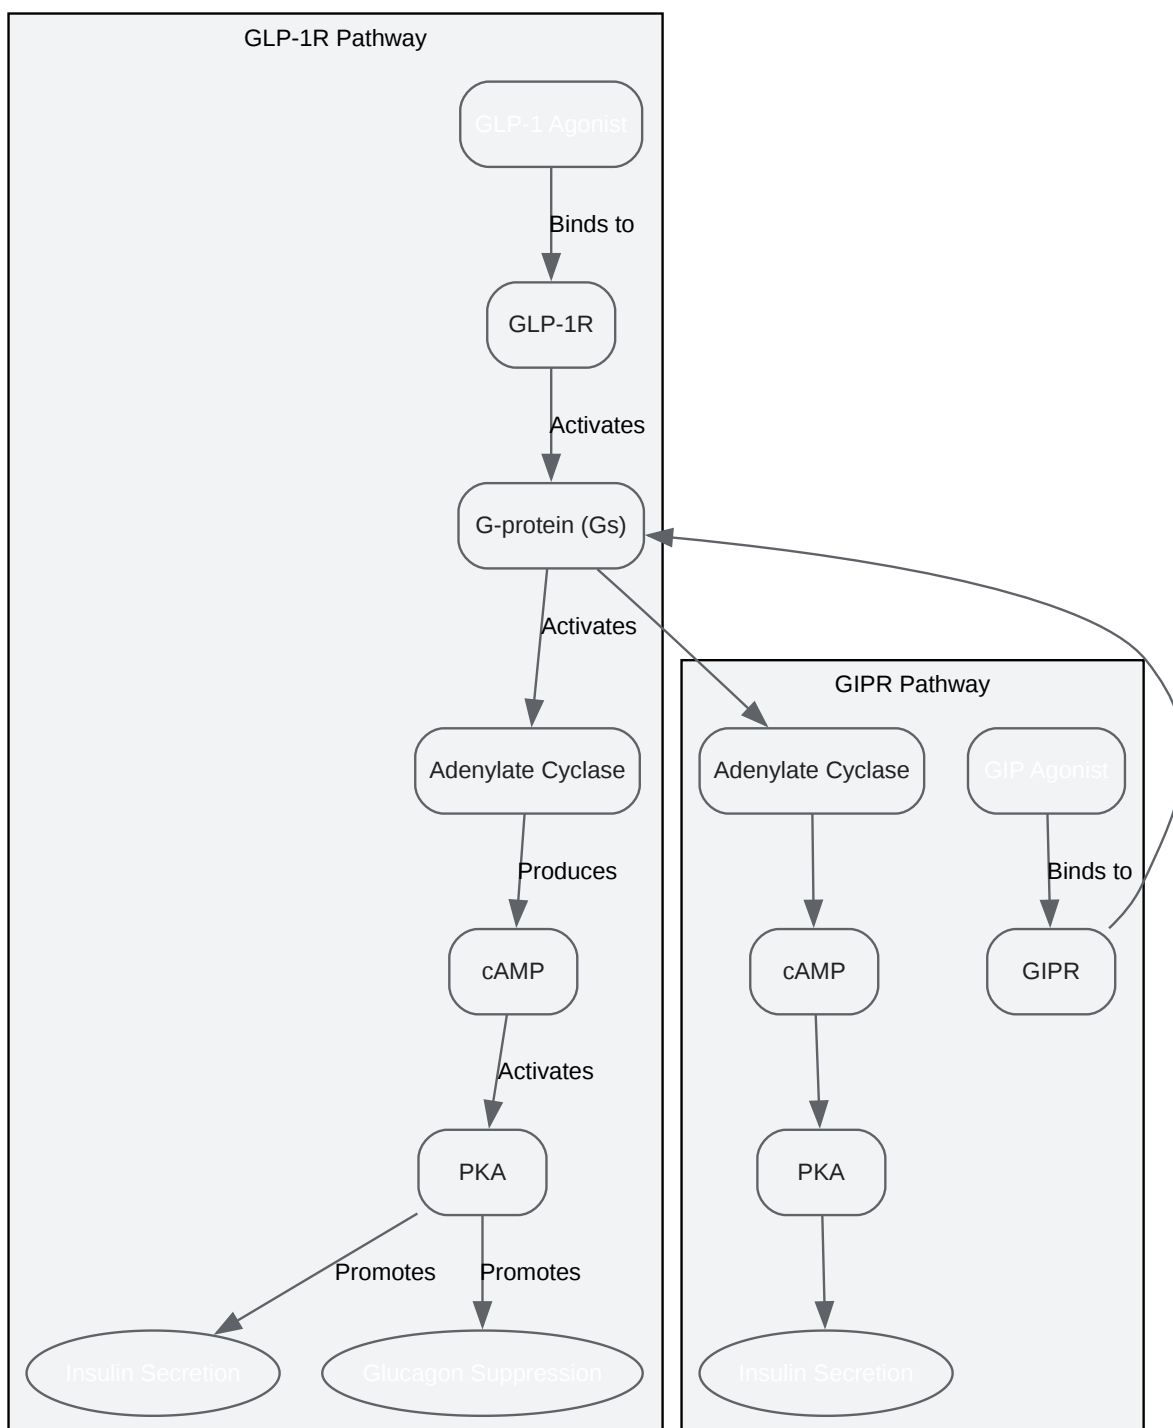 GLP-1R Pathway
GLP-1 Agonist
Binds to
GLP-1R
Activates
G-protein (Gs)
Activates
Adenylate Cyclase
Produces
cAMP
Activates
PKA
Promotes
Promotes
Insulin Secretion
Glucagon Suppression
GIPR Pathway
Adenylate Cyclase
GIP Agonist
Binds to
cAMP
GIPR
PKA
Insulin Secretion